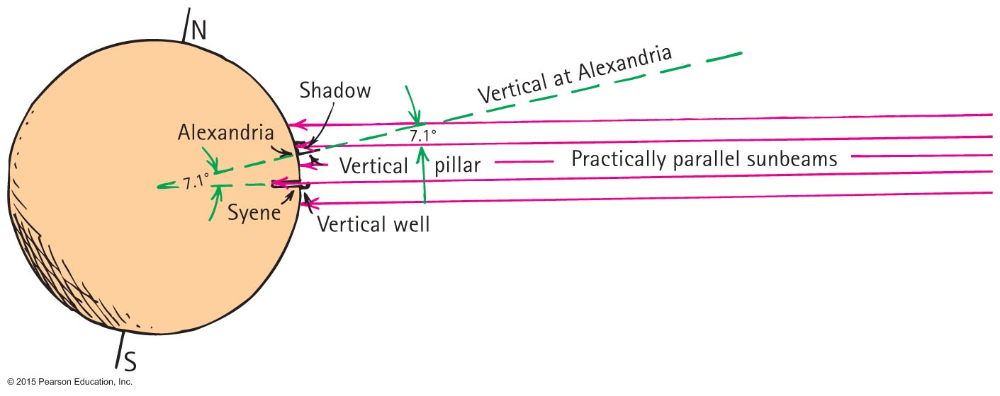 N
Vertical at Alexandria
Shadow
Alexandria
7.1°
Vertical pillar
Practically parallel sunbeams
7.1°
Syene
Vertical well
S
© 2015 Pearson Education, Inc.